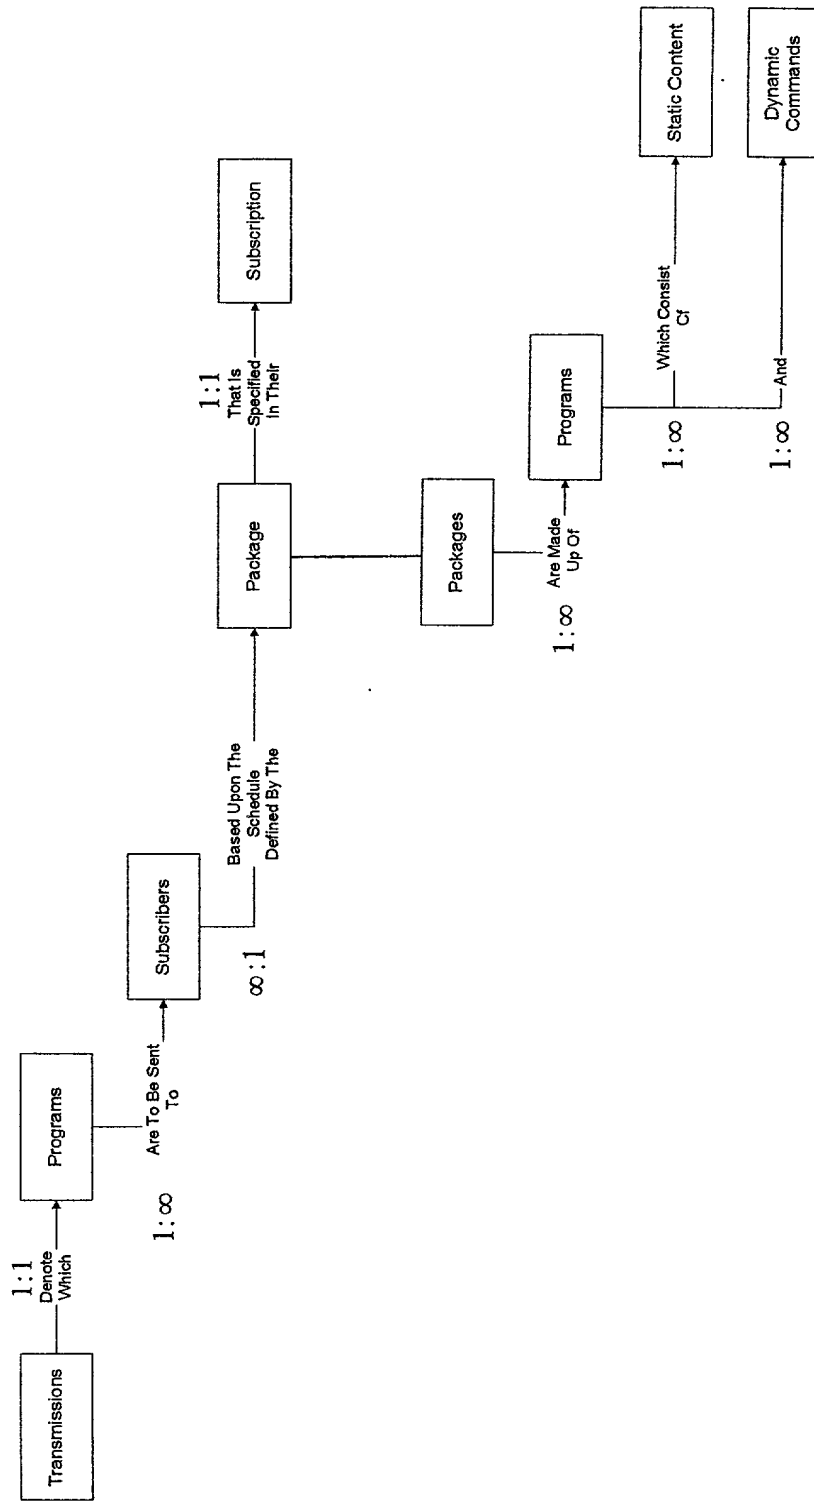 Transmissions
1:1
Denote
Which
Programs
1:∞
Are To Be Sent
To
Subscribers
∞:1
Based Upon The
Schedule
Defined By The
Package
1:1
That Is
Specified
In Their
Subscription
Packages
1:∞
Are Made
Up Of
Programs
1:∞
Which Consist
Cf
Static Content
1:∞
And
Dynamic
Commands